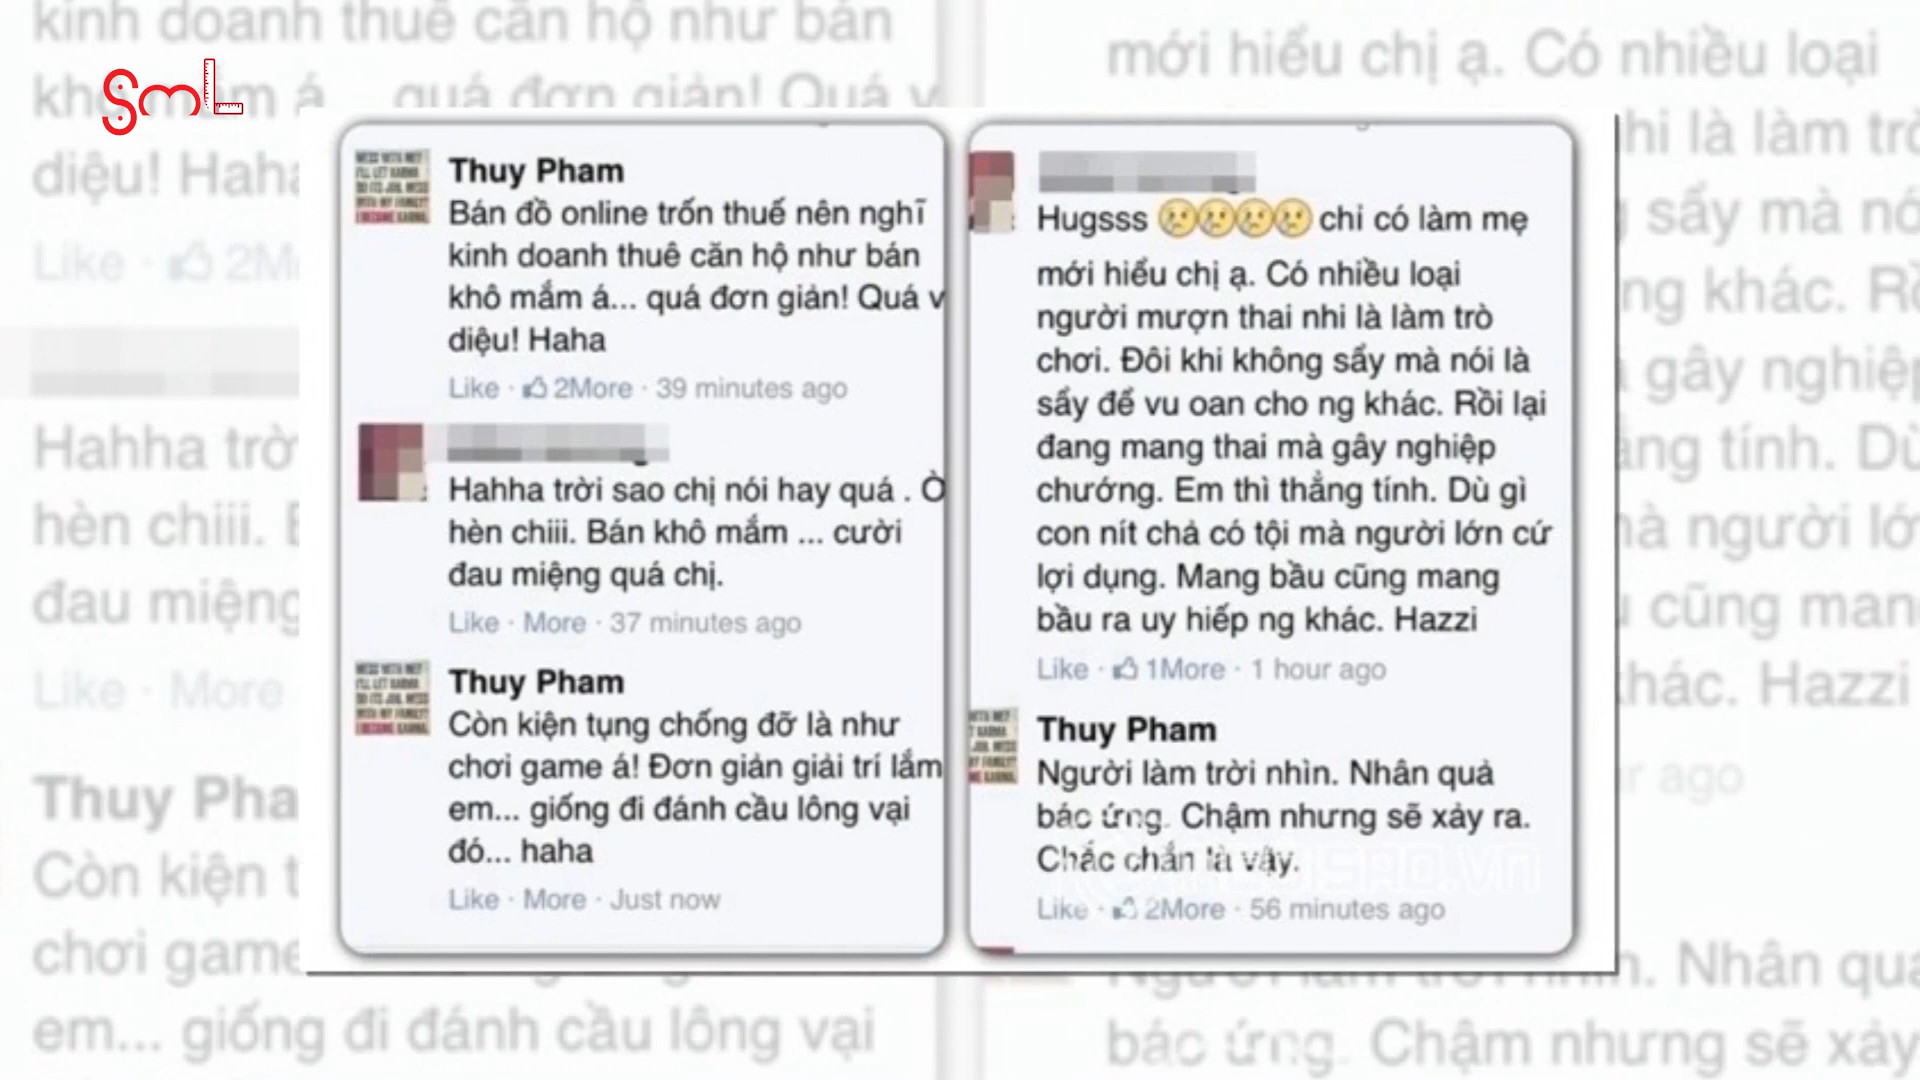 SML
Thuy Pham
Bán đồ online trốn thuế nên nghĩ
kinh doanh thuê căn hộ như bán
khô mắm á... quá đơn giản! Quá v
diệu! Haha
Like · 2More · 39 minutes ago
Hahha trời sao chị nói hay quá . Ò
hèn chiii. Bán khô mắm ... cười
đau miệng quá chị.
Like · More · 37 minutes ago
Thuy Pham
Còn kiện tụng chống đỡ là như
chơi game á! Đơn giản giải trí lắm
em... giống đi đánh cầu lông vại
đó... haha
Like · More · Just now
Hugsss 😢😢😢😢 chỉ có làm mẹ
mới hiểu chị ạ. Có nhiều loại
người mượn thai nhi là làm trò
chơi. Đôi khi không sẩy mà nói là
sẩy để vu oan cho ng khác. Rồi lại
đang mang thai mà gây nghiệp
chướng. Em thì thẳng tính. Dù gì
con nít chả có tội mà người lớn cứ
lợi dụng. Mang bầu cũng mang
bầu ra uy hiếp ng khác. Hazzi
Like · 1More · 1 hour ago
Thuy Pham
Người làm trời nhìn. Nhân quả
báo ứng. Chậm nhưng sẽ xảy ra.
Chắc chắn là vậy.
Like · 2More · 56 minutes ago